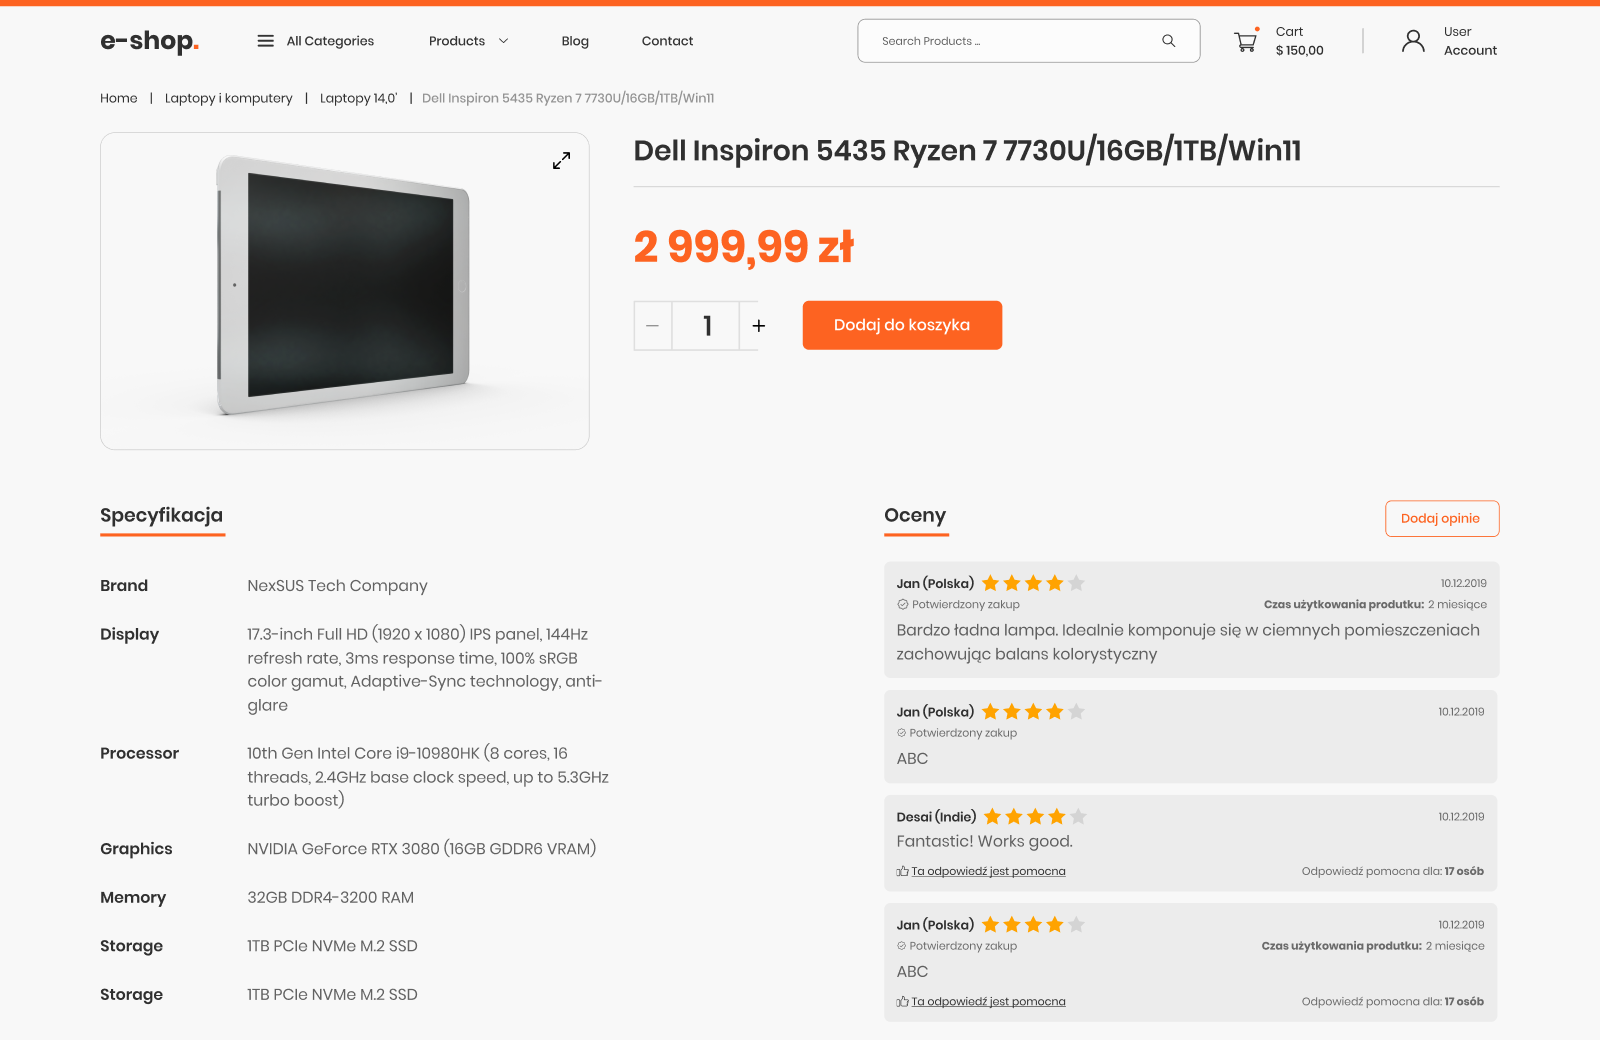 e-shop.
All Categories
Products
Blog
Contact
Search Products ...
Cart
$ 150,00
User
Account
Home | Laptopy i komputery | Laptopy 14,0' | Dell Inspiron 5435 Ryzen 7 7730U/16GB/1TB/Win11
Dell Inspiron 5435 Ryzen 7 7730U/16GB/1TB/Win11
2 999,99 zł
− 1 +
Dodaj do koszyka
Specyfikacja
Brand
NexSUS Tech Company
Display
17.3-inch Full HD (1920 x 1080) IPS panel, 144Hz
refresh rate, 3ms response time, 100% sRGB
color gamut, Adaptive-Sync technology, anti-
glare
Processor
10th Gen Intel Core i9-10980HK (8 cores, 16
threads, 2.4GHz base clock speed, up to 5.3GHz
turbo boost)
Graphics
NVIDIA GeForce RTX 3080 (16GB GDDR6 VRAM)
Memory
32GB DDR4-3200 RAM
Storage
1TB PCIe NVMe M.2 SSD
Storage
1TB PCIe NVMe M.2 SSD
Oceny
Dodaj opinie
Jan (Polska)
10.12.2019
Potwierdzony zakup
Czas użytkowania produtku: 2 miesiące
Bardzo ładna lampa. Idealnie komponuje się w ciemnych pomieszczeniach
zachowując balans kolorystyczny
Jan (Polska)
10.12.2019
Potwierdzony zakup
ABC
Desai (Indie)
10.12.2019
Fantastic! Works good.
Ta odpowiedź jest pomocna
Odpowiedź pomocna dla: 17 osób
Jan (Polska)
10.12.2019
Potwierdzony zakup
Czas użytkowania produtku: 2 miesiące
ABC
Ta odpowiedź jest pomocna
Odpowiedź pomocna dla: 17 osób